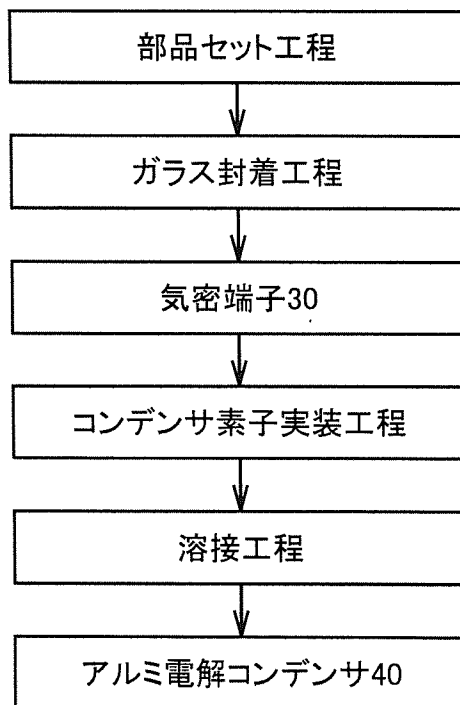 部品セット工程
ガラス封着工程
気密端子30
コンデンサ素子実装工程
溶接工程
アルミ電解コンデンサ40